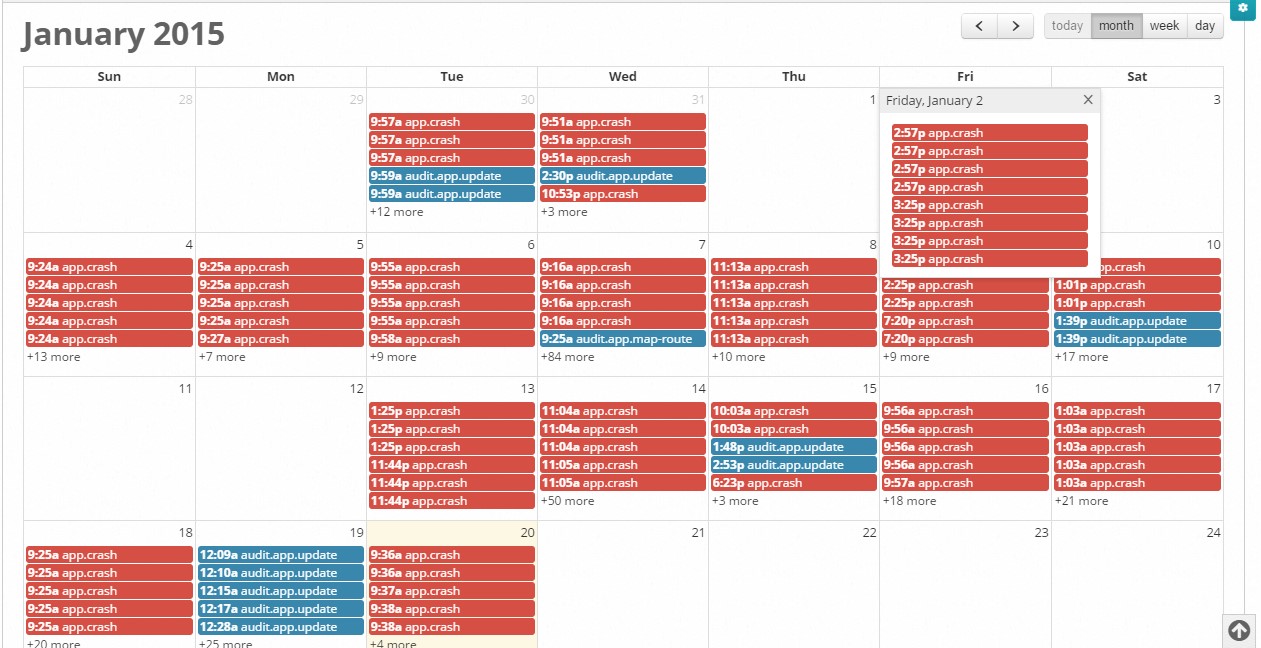 January 2015
today month week day
Sun Mon Tue Wed Thu Fri Sat
28 29 30 31 1 3
9:57a app.crash
9:57a app.crash
9:57a app.crash
9:59a audit.app.update
9:59a audit.app.update
+12 more
9:51a app.crash
9:51a app.crash
9:51a app.crash
2:30p audit.app.update
10:53p app.crash
+3 more
Friday, January 2
2:57p app.crash
2:57p app.crash
2:57p app.crash
2:57p app.crash
3:25p app.crash
3:25p app.crash
3:25p app.crash
3:25p app.crash
4 5 6 7 8 10
9:24a app.crash
9:24a app.crash
9:24a app.crash
9:24a app.crash
9:24a app.crash
+13 more
9:25a app.crash
9:25a app.crash
9:25a app.crash
9:25a app.crash
9:27a app.crash
+7 more
9:55a app.crash
9:55a app.crash
9:55a app.crash
9:55a app.crash
9:58a app.crash
+9 more
9:16a app.crash
9:16a app.crash
9:16a app.crash
9:16a app.crash
9:25a audit.app.map-route
+84 more
11:13a app.crash
11:13a app.crash
11:13a app.crash
11:13a app.crash
11:13a app.crash
+10 more
2:25p app.crash
2:25p app.crash
7:20p app.crash
7:20p app.crash
+9 more
pp.crash
1:01p app.crash
1:01p app.crash
1:39p audit.app.update
1:39p audit.app.update
+17 more
11 12 13 14 15 16 17
1:25p app.crash
1:25p app.crash
1:25p app.crash
11:44p app.crash
11:44p app.crash
11:44p app.crash
11:04a app.crash
11:04a app.crash
11:04a app.crash
11:05a app.crash
11:05a app.crash
+50 more
10:03a app.crash
10:03a app.crash
1:48p audit.app.update
2:53p audit.app.update
6:23p app.crash
+3 more
9:56a app.crash
9:56a app.crash
9:56a app.crash
9:56a app.crash
9:57a app.crash
+18 more
1:03a app.crash
1:03a app.crash
1:03a app.crash
1:03a app.crash
1:03a app.crash
+21 more
18 19 20 21 22 23 24
9:25a app.crash
9:25a app.crash
9:25a app.crash
9:25a app.crash
9:25a app.crash
+20 more
12:09a audit.app.update
12:10a audit.app.update
12:15a audit.app.update
12:17a audit.app.update
12:28a audit.app.update
+25 more
9:36a app.crash
9:36a app.crash
9:37a app.crash
9:38a app.crash
9:38a app.crash
+4 more